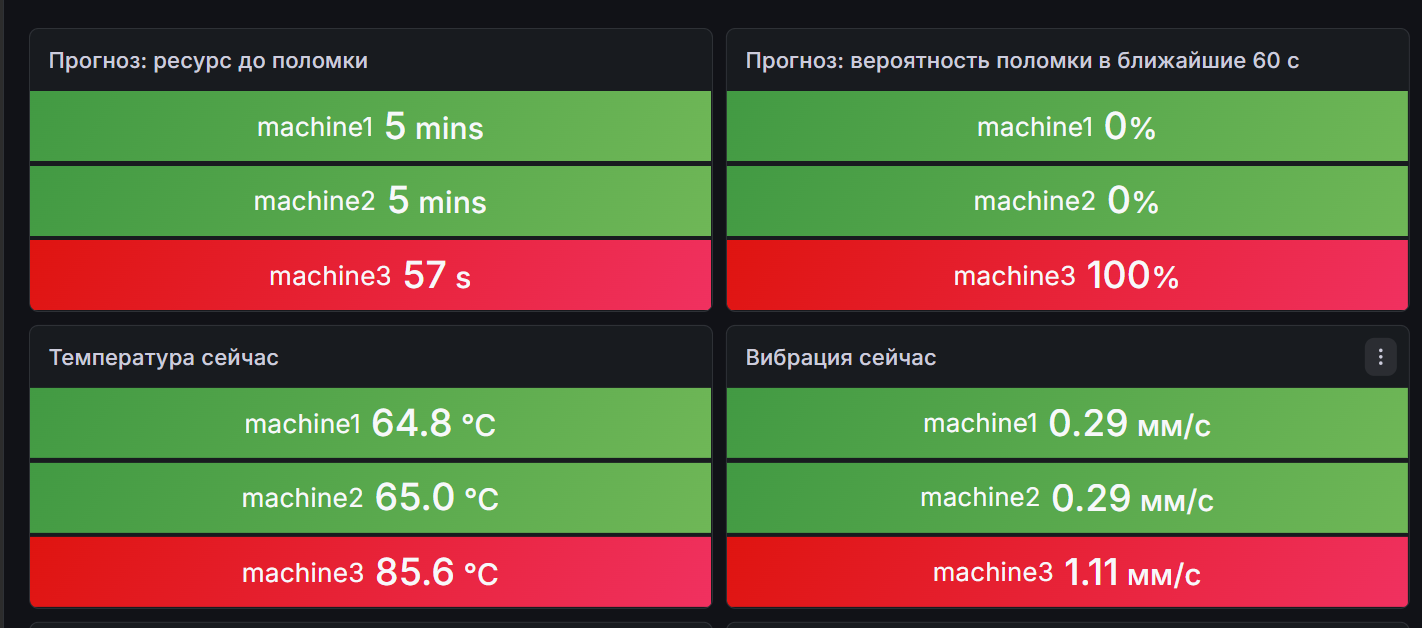 Прогноз: ресурс до поломки
machine1 5 mins
machine2 5 mins
machine3 57 s
Прогноз: вероятность поломки в ближайшие 60 с
machine1 0%
machine2 0%
machine3 100%
Температура сейчас
machine1 64.8 °C
machine2 65.0 °C
machine3 85.6 °C
Вибрация сейчас
machine1 0.29 мм/с
machine2 0.29 мм/с
machine3 1.11 мм/с